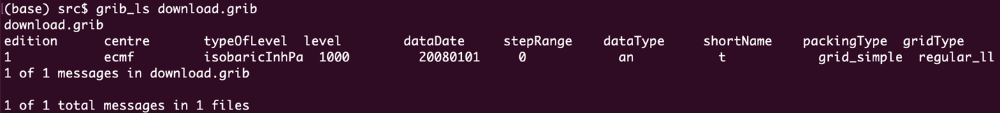 (base) src$ grib_ls download.grib
download.grib
edition centre typeOfLevel level dataDate stepRange dataType shortName packingType gridType
1 ecmf isobaricInhPa 1000 20080101 0 an t grid_simple regular_ll
1 of 1 messages in download.grib
1 of 1 total messages in 1 files